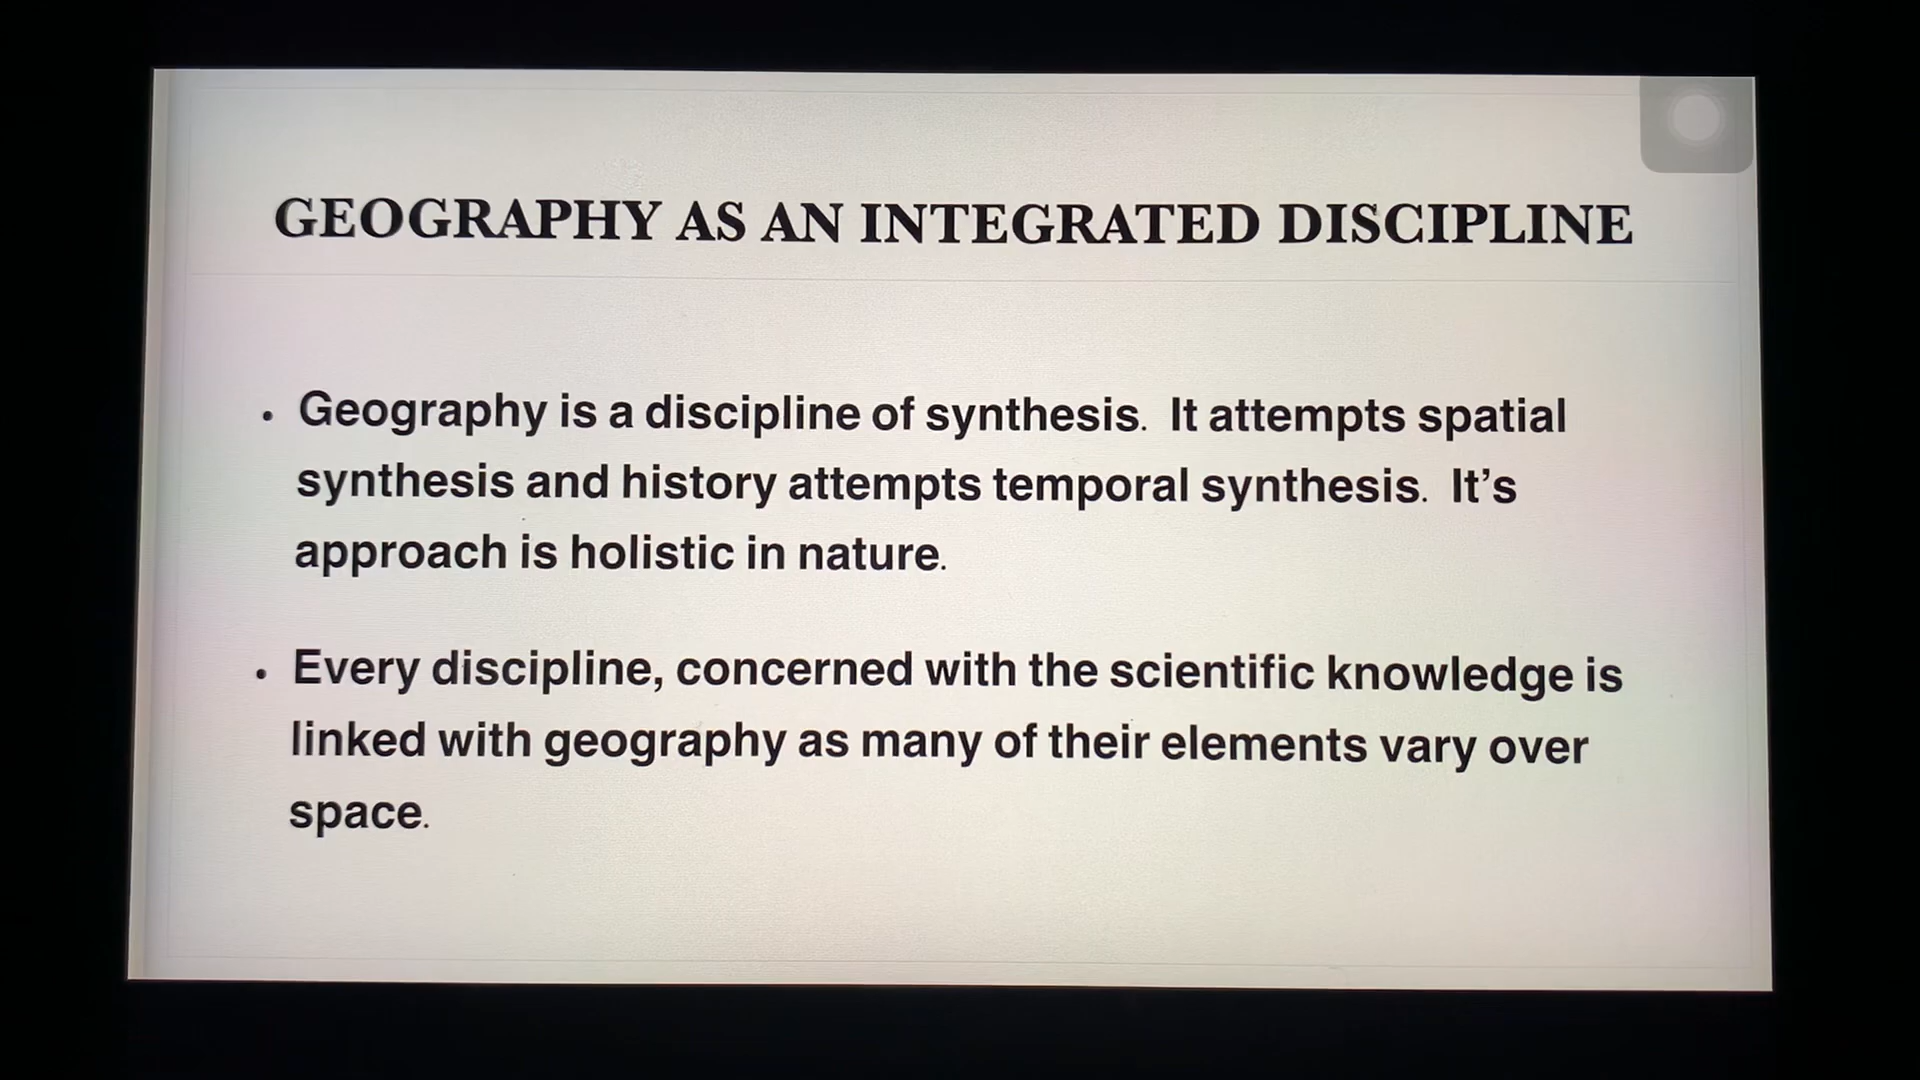 GEOGRAPHY AS AN INTEGRATED DISCIPLINE
• Geography is a discipline of synthesis. It attempts spatial
synthesis and history attempts temporal synthesis. It’s
approach is holistic in nature.
• Every discipline, concerned with the scientific knowledge is
linked with geography as many of their elements vary over
space.